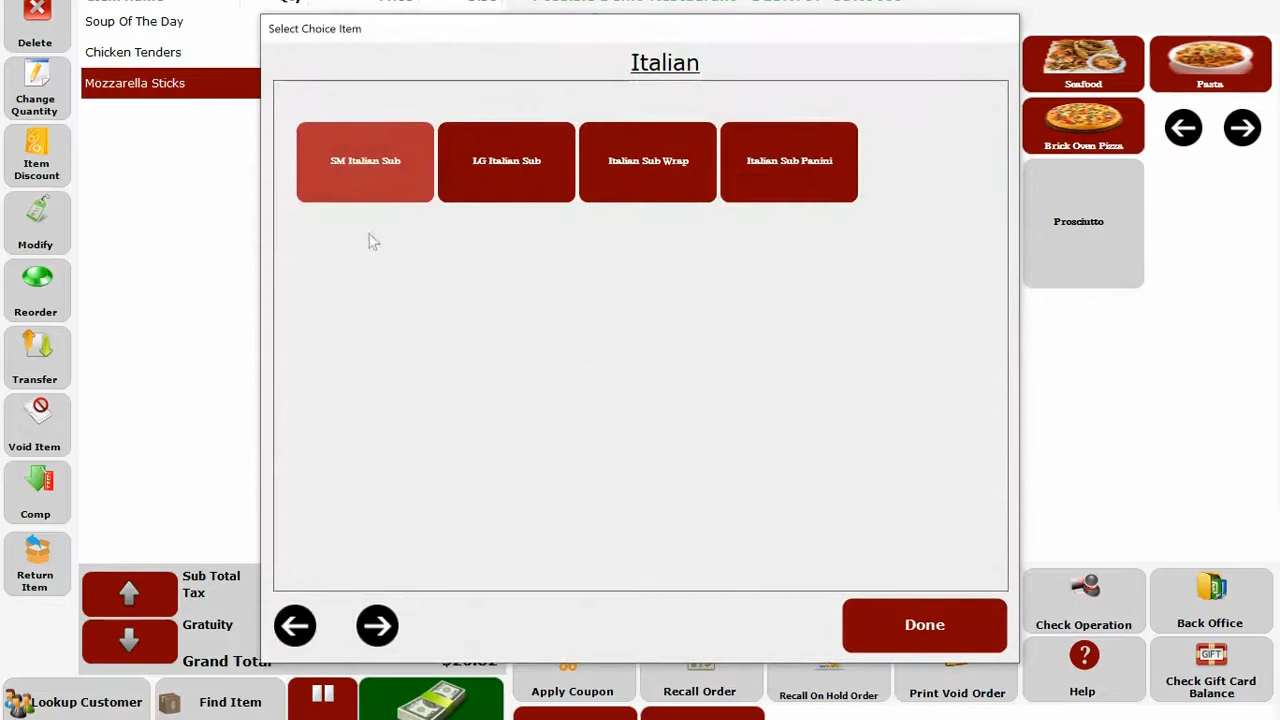 Delete
Soup Of The Day
Select Choice Item
Chicken Tenders
Italian
Mozzarella Sticks
Seafood
Pasta
Change
Quantity
Brick Oven Pizza
SM Italian Sub
LG Italian Sub
Italian Sub Wrap
Italian Sub Panini
Item
Discount
Prosciutto
Modify
Reorder
Transfer
Void Item
Comp
Return
Item
Sub Total
Tax
Gratuity
Grand Total
Done
Check Operation
Back Office
GIFT
Apply Coupon
Recall Order
Recall On Hold Order
Print Void Order
?
Help
Check Gift Card
Balance
Lookup Customer
Find Item